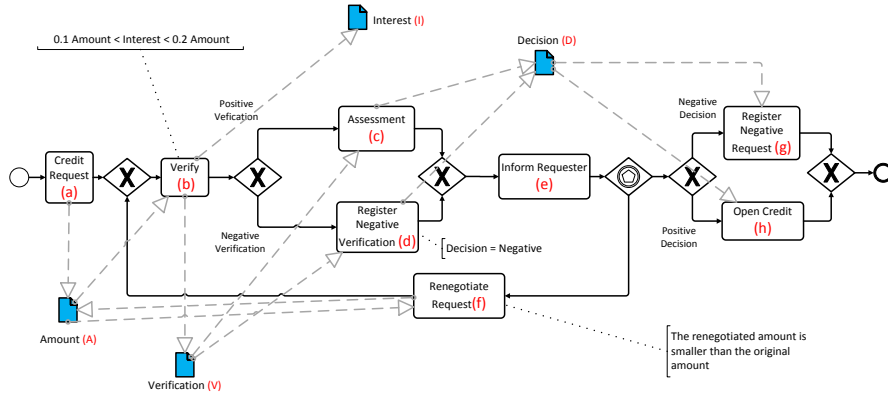 Interest (I)
0.1 Amount < Interest < 0.2 Amount
Decision (D)
Positive
Vefication
Negative
Decision
Register
Negative
Request (g)
Assessment
(c)
Credit
Request
(a)
X
Verify
(b)
X
X
Inform Requester
(e)
X
X
Register
Negative
Verification (d)
Negative
Verification
Decision = Negative
Positive
Decision
Open Credit
(h)
Renegotiate
Request(f)
Amount (A)
The renegotiated amount is
smaller than the original
amount
Verification (V)